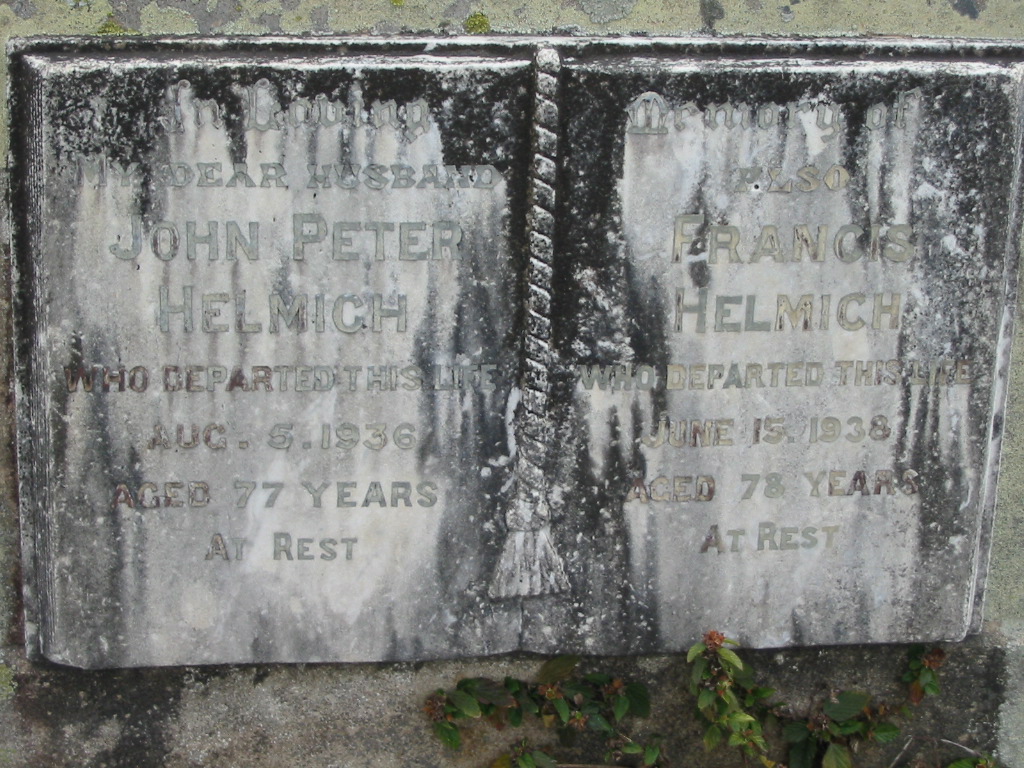 In Loving
My dear husband
John Peter
Helmich
who departed this life
Aug. 5. 1936
aged 77 years
At Rest
Memory of
also
Francis
Helmich
who departed this life
June 15. 1938
aged 78 years
At Rest